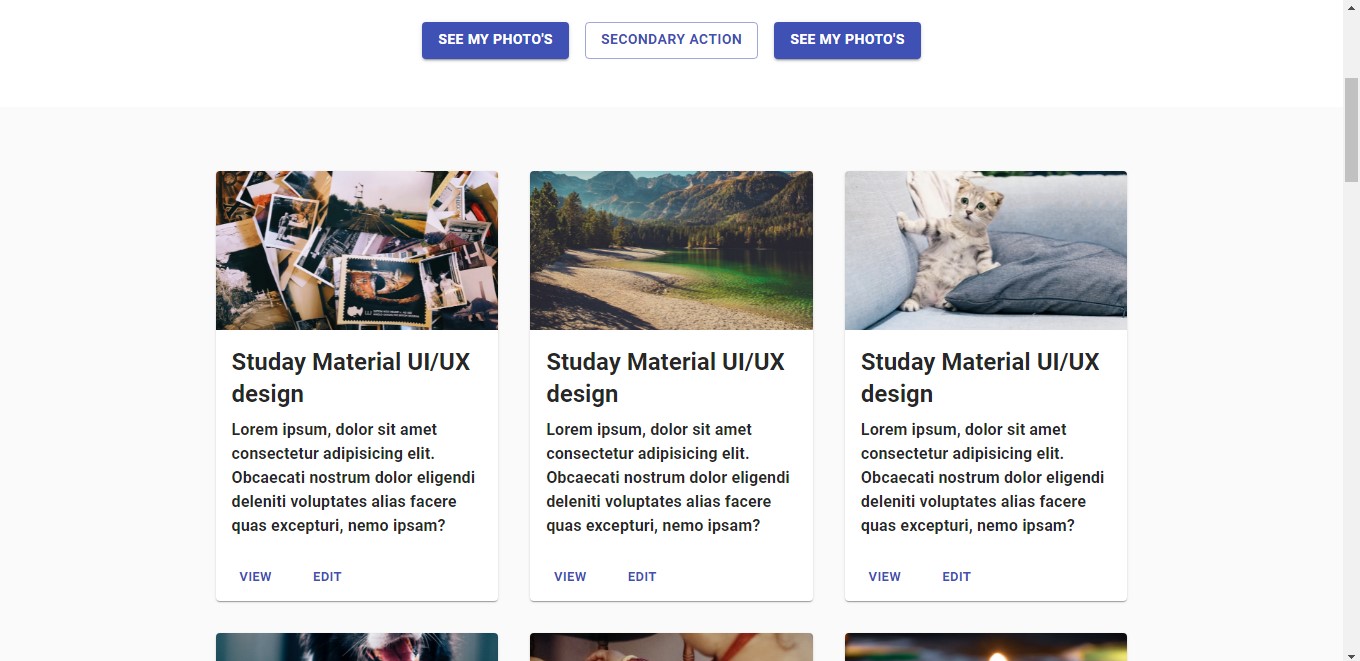 SEE MY PHOTO'S SECONDARY ACTION SEE MY PHOTO'S
Studay Material UI/UX
design
Lorem ipsum, dolor sit amet
consectetur adipisicing elit.
Obcaecati nostrum dolor eligendi
deleniti voluptates alias facere
quas excepturi, nemo ipsam?
VIEW EDIT
Studay Material UI/UX
design
Lorem ipsum, dolor sit amet
consectetur adipisicing elit.
Obcaecati nostrum dolor eligendi
deleniti voluptates alias facere
quas excepturi, nemo ipsam?
VIEW EDIT
Studay Material UI/UX
design
Lorem ipsum, dolor sit amet
consectetur adipisicing elit.
Obcaecati nostrum dolor eligendi
deleniti voluptates alias facere
quas excepturi, nemo ipsam?
VIEW EDIT